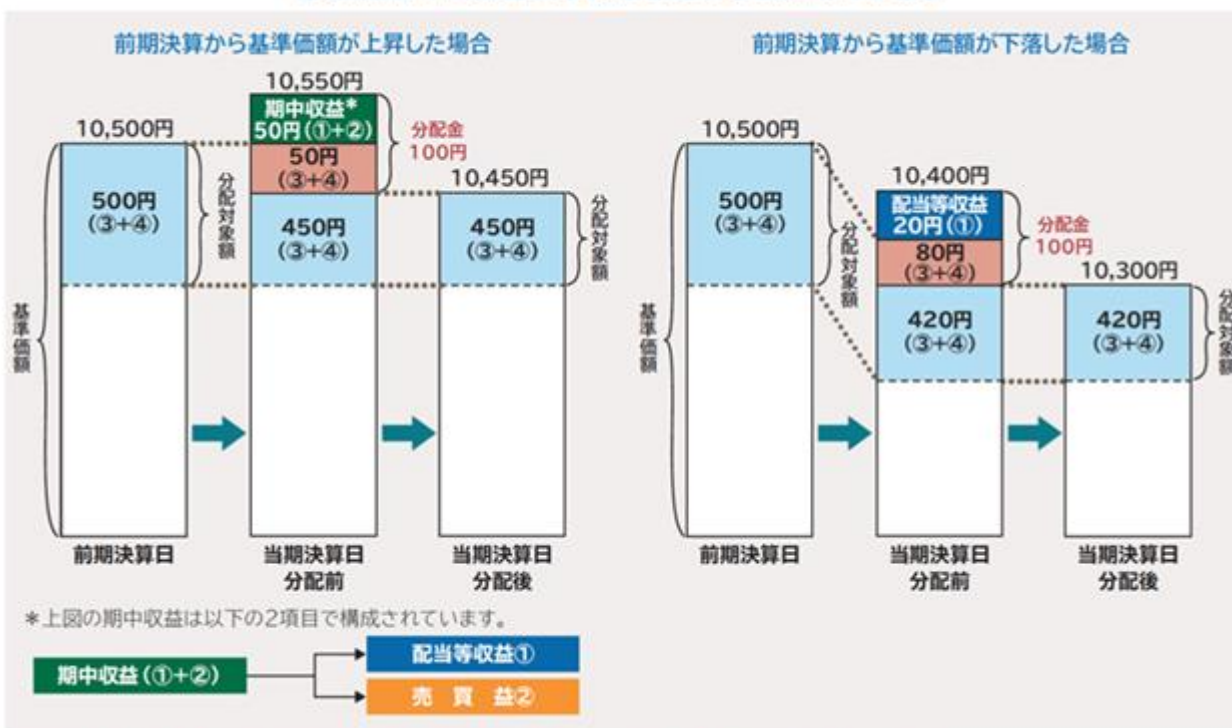 前期決算から基準価額が上昇した場合
10,500円
500円
(③+④)
分配対象額
基準価額
前期決算日
10,550円
期中収益*
50円(①+②)
50円
(③+④)
450円
(③+④)
分配金
100円
当期決算日
分配前
10,450円
450円
(③+④)
分配対象額
当期決算日
分配後
前期決算から基準価額が下落した場合
10,500円
500円
(③+④)
分配対象額
基準価額
前期決算日
10,400円
配当等収益
20円(①)
80円
(③+④)
420円
(③+④)
分配金
100円
当期決算日
分配前
10,300円
420円
(③+④)
分配対象額
当期決算日
分配後
*上図の期中収益は以下の2項目で構成されています。
期中収益(①+②)
配当等収益①
売 買 益②